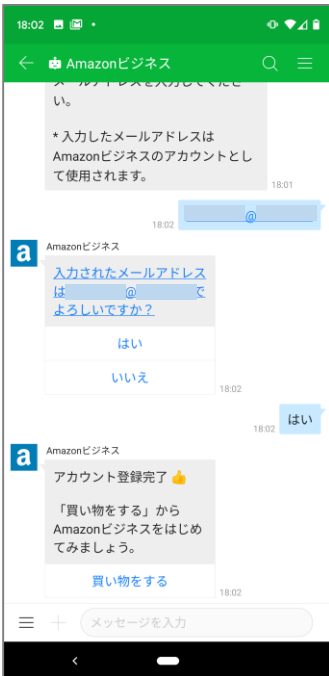 18:02
Amazonビジネス
い。
*入力したメールアドレスは
Amazonビジネスのアカウントとし
て使用されます。
18:01
@
18:02
Amazonビジネス
入力されたメールアドレス
は @ で
よろしいですか？
はい
いいえ
18:02
はい
18:02
Amazonビジネス
アカウント登録完了👍
「買い物をする」から
Amazonビジネスをはじめ
てみましょう。
買い物をする
18:02
メッセージを入力